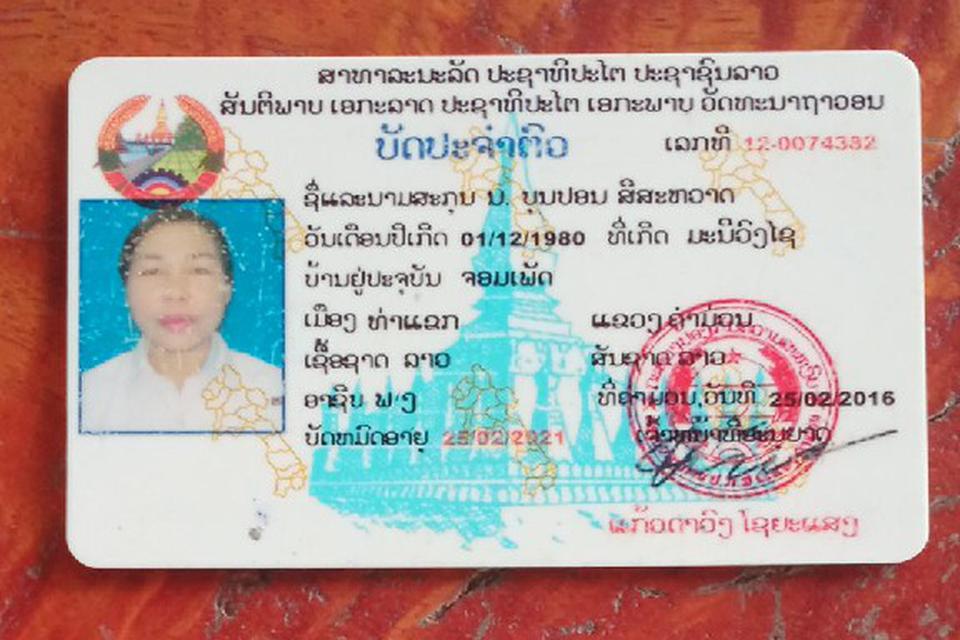 ສາທາລະນະລັດ ປະຊາທິປະໄຕ ປະຊາຊົນລາວ
ສັນຕິພາບ ເອກະລາດ ປະຊາທິປະໄຕ ເອກະພາບ ວັດທະນາຖາວອນ
ບັດປະຈຳຕົວ ເລກທີ 12-0074382
ຊື່ແລະນາມສະກຸນ ນ. ບຸນປອນ ສີສະຫວາດ
ວັນເດືອນປີເກີດ 01/12/1980 ທີ່ເກີດ ມະນີວົງໄຊ
ບ້ານຢູ່ປະຈຸບັນ ຈອມເພັດ
ເມືອງ ທ່າແຂກ ແຂວງ ຄຳມ່ວນ
ເຊື້ອຊາດ ລາວ ສັນຊາດ ລາວ
ອາຊີບ ພ/ງ ທີ່ຄຳມ່ວນ,ວັນທີ 25/02/2016
ບັດຫມົດອາຍຸ 25/02/2021 ເຈົ້າຫນ້າທີ່ອະນຸຍາດ
ແກ້ວດາວົງ ໄຊຍະແສງ